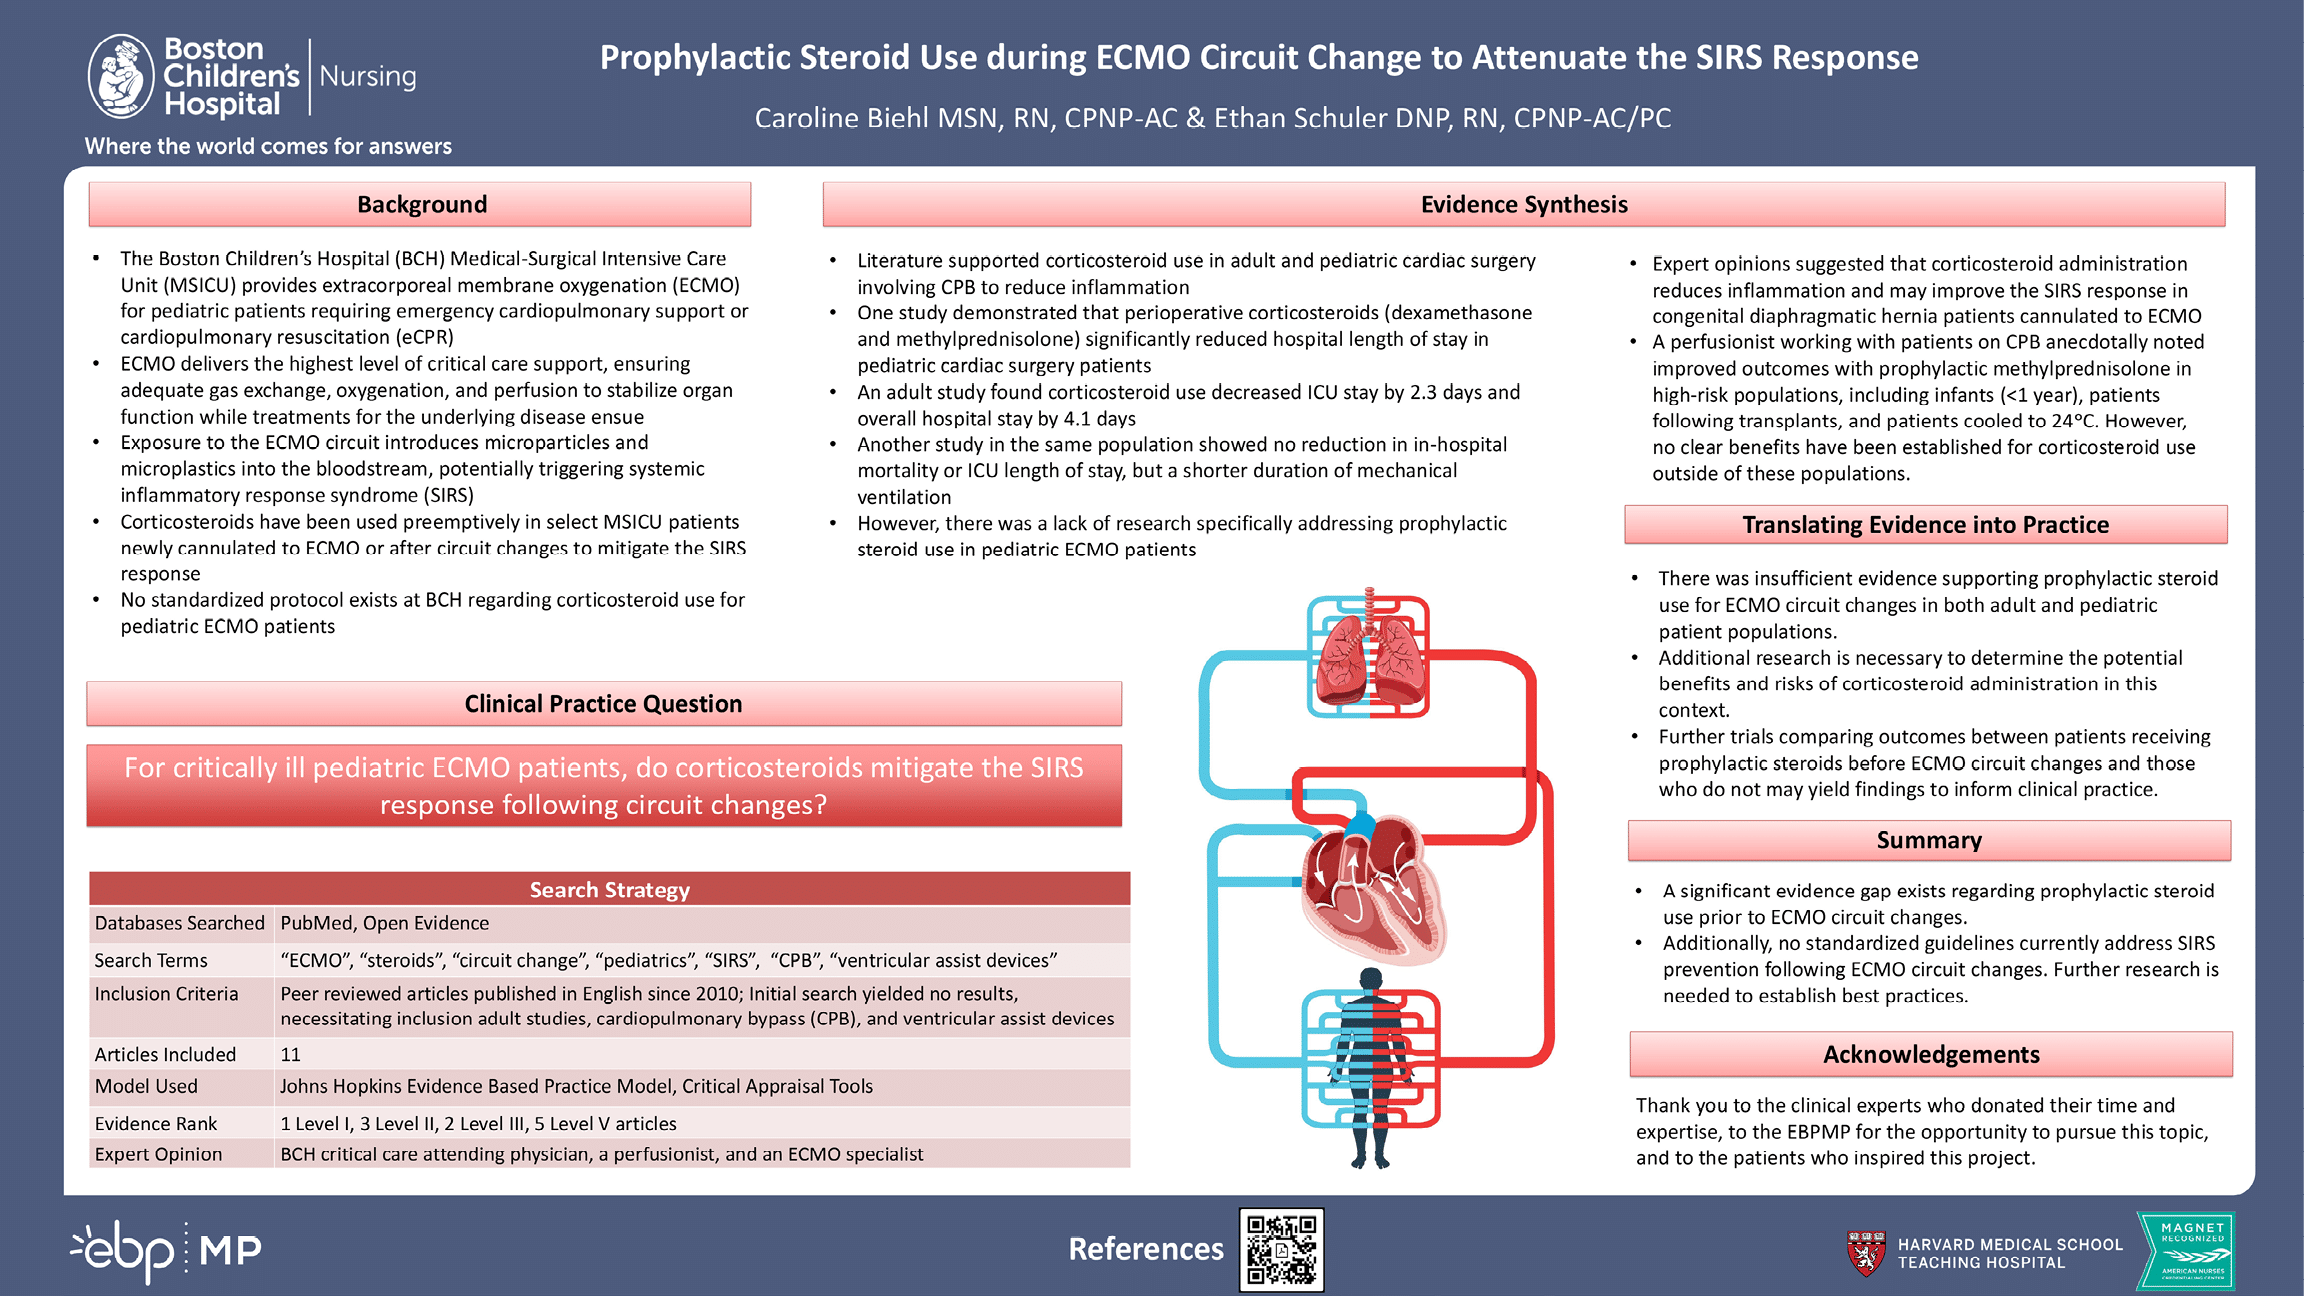 Boston
Children's
Hospital
Nursing
Where the world comes for answers
Prophylactic Steroid Use during ECMO Circuit Change to Attenuate the SIRS Response
Caroline Biehl MSN, RN, CPNP-AC & Ethan Schuler DNP, RN, CPNP-AC/PC
Background
• The Boston Children's Hospital (BCH) Medical-Surgical Intensive Care
Unit (MSICU) provides extracorporeal membrane oxygenation (ECMO)
for pediatric patients requiring emergency cardiopulmonary support or
cardiopulmonary resuscitation (eCPR)
• ECMO delivers the highest level of critical care support, ensuring
adequate gas exchange, oxygenation, and perfusion to stabilize organ
function while treatments for the underlying disease ensue
• Exposure to the ECMO circuit introduces microparticles and
microplastics into the bloodstream, potentially triggering systemic
inflammatory response syndrome (SIRS)
• Corticosteroids have been used preemptively in select MSICU patients
newly cannulated to ECMO or after circuit changes to mitigate the SIRS
response
• No standardized protocol exists at BCH regarding corticosteroid use for
pediatric ECMO patients
Clinical Practice Question
For critically ill pediatric ECMO patients, do corticosteroids mitigate the SIRS
response following circuit changes?
Search Strategy
Databases Searched PubMed, Open Evidence
Search Terms “ECMO”, “steroids”, “circuit change”, “pediatrics”, “SIRS”, “CPB”, “ventricular assist devices”
Inclusion Criteria Peer reviewed articles published in English since 2010; Initial search yielded no results,
necessitating inclusion adult studies, cardiopulmonary bypass (CPB), and ventricular assist devices
Articles Included 11
Model Used Johns Hopkins Evidence Based Practice Model, Critical Appraisal Tools
Evidence Rank 1 Level I, 3 Level II, 2 Level III, 5 Level V articles
Expert Opinion BCH critical care attending physician, a perfusionist, and an ECMO specialist
Evidence Synthesis
• Literature supported corticosteroid use in adult and pediatric cardiac surgery
involving CPB to reduce inflammation
• One study demonstrated that perioperative corticosteroids (dexamethasone
and methylprednisolone) significantly reduced hospital length of stay in
pediatric cardiac surgery patients
• An adult study found corticosteroid use decreased ICU stay by 2.3 days and
overall hospital stay by 4.1 days
• Another study in the same population showed no reduction in in-hospital
mortality or ICU length of stay, but a shorter duration of mechanical
ventilation
• However, there was a lack of research specifically addressing prophylactic
steroid use in pediatric ECMO patients
• Expert opinions suggested that corticosteroid administration
reduces inflammation and may improve the SIRS response in
congenital diaphragmatic hernia patients cannulated to ECMO
• A perfusionist working with patients on CPB anecdotally noted
improved outcomes with prophylactic methylprednisolone in
high-risk populations, including infants (<1 year), patients
following transplants, and patients cooled to 24°C. However,
no clear benefits have been established for corticosteroid use
outside of these populations.
Translating Evidence into Practice
• There was insufficient evidence supporting prophylactic steroid
use for ECMO circuit changes in both adult and pediatric
patient populations.
• Additional research is necessary to determine the potential
benefits and risks of corticosteroid administration in this
context.
• Further trials comparing outcomes between patients receiving
prophylactic steroids before ECMO circuit changes and those
who do not may yield findings to inform clinical practice.
Summary
• A significant evidence gap exists regarding prophylactic steroid
use prior to ECMO circuit changes.
• Additionally, no standardized guidelines currently address SIRS
prevention following ECMO circuit changes. Further research is
needed to establish best practices.
Acknowledgements
Thank you to the clinical experts who donated their time and
expertise, to the EBPMP for the opportunity to pursue this topic,
and to the patients who inspired this project.
ebp MP
References
HARVARD MEDICAL SCHOOL
TEACHING HOSPITAL
MAGNET
RECOGNIZED
AMERICAN NURSES
CREDENTIALING CENTER